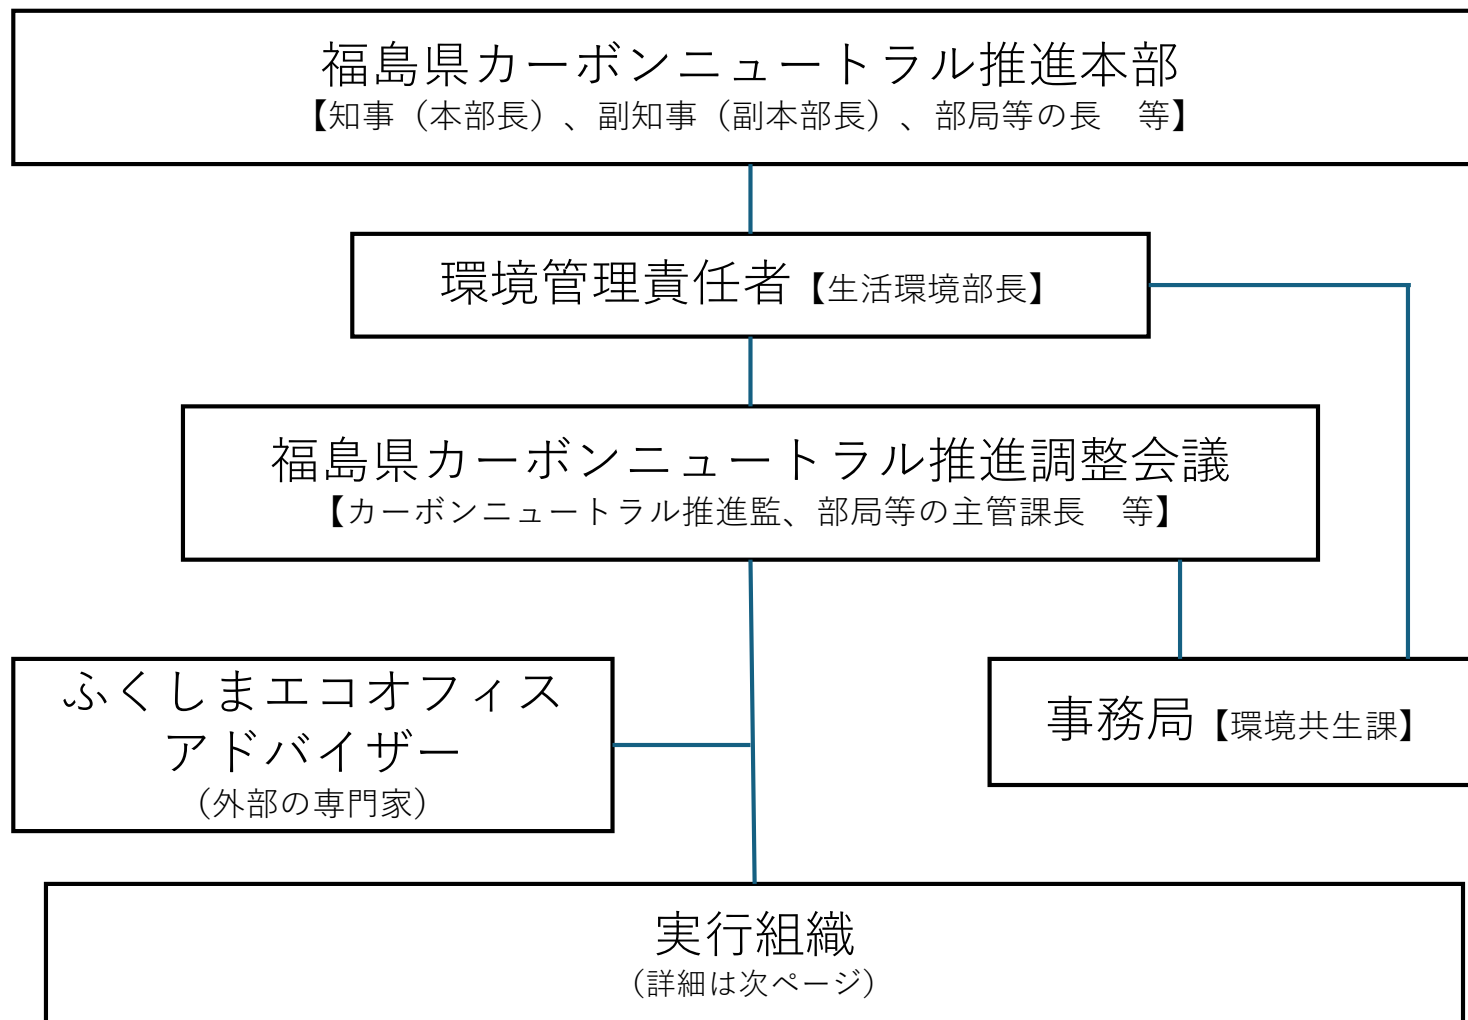 福島県カーボンニュートラル推進本部
【知事（本部長）、副知事（副本部長）、部局等の長　等】
環境管理責任者【生活環境部長】
福島県カーボンニュートラル推進調整会議
【カーボンニュートラル推進監、部局等の主管課長　等】
ふくしまエコオフィス
アドバイザー
（外部の専門家）
事務局【環境共生課】
実行組織
（詳細は次ページ）